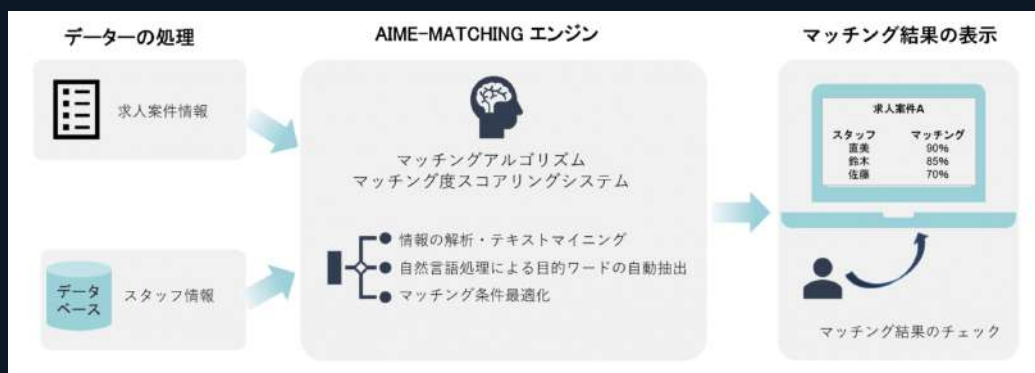 データーの処理
求人案件情報
データ
ベース
スタッフ情報
AIME-MATCHING エンジン
マッチングアルゴリズム
マッチング度スコアリングシステム
情報の解析・テキストマイニング
自然言語処理による目的ワードの自動抽出
マッチング条件最適化
マッチング結果の表示
求人案件A
スタッフ マッチング
直美 90%
鈴木 85%
佐藤 70%
マッチング結果のチェック